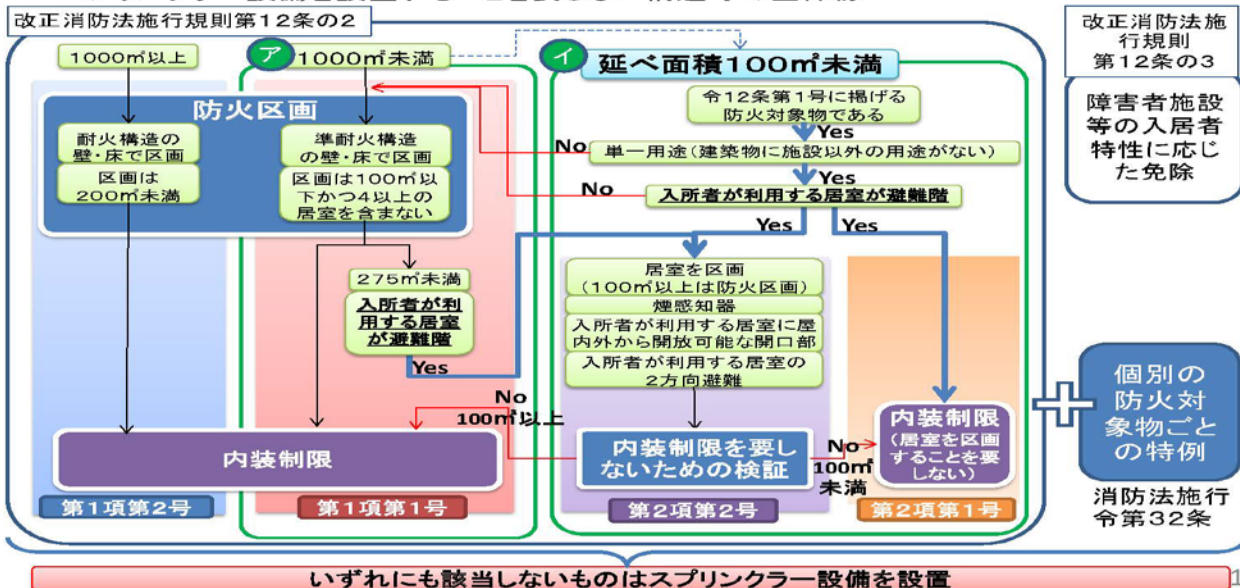 改正消防法施行規則第12条の2
1000㎡以上
ア
1000㎡未満
防火区画
耐火構造の
壁・床で区画
区画は
200㎡未満
準耐火構造
の壁・床で区画
区画は100㎡以
下かつ4以上の
居室を含まない
275㎡未満
入所者が利
用する居室
が避難階
Yes
イ
延べ面積100㎡未満
令12条第1号に掲げる
防火対象物である
Yes
No
単一用途(建築物に施設以外の用途がない)
Yes
No
入所者が利用する居室が避難階
Yes
Yes
居室を区画
(100㎡以上は防火区画)
煙感知器
入所者が利用する居室に屋
内外から開放可能な開口部
入所者が利用する居室の
2方向避難
No
100㎡以上
内装制限
内装制限を要し
ないための検証
No
100㎡
未満
内装制限
(居室を区画
することを要
しない)
第1項第2号
第1項第1号
第2項第2号
第2項第1号
改正消防法施
行規則
第12条の3
障害者施設
等の入居者
特性に応じ
た免除
個別の
防火対
象物ごと
の特例
消防法施行
令第32条
いずれにも該当しないものはスプリンクラー設備を設置
1